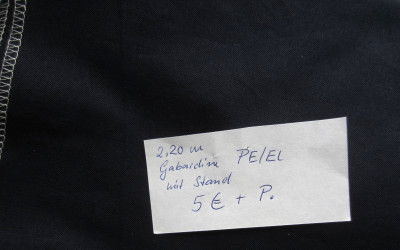 2,20 m
Gabardine PE/EL
mit Stand
5 € + P.